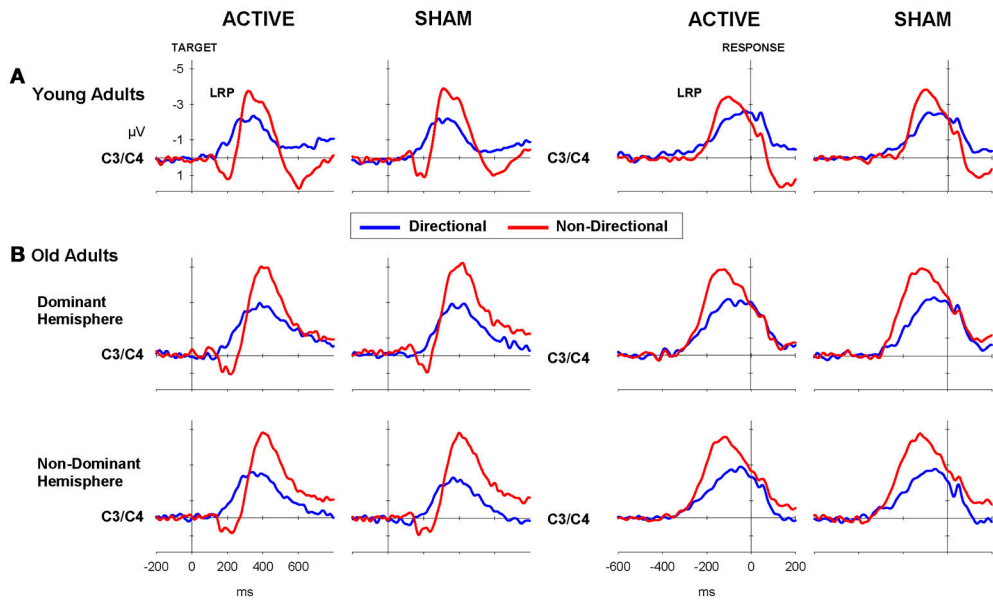 ACTIVE SHAM ACTIVE SHAM
TARGET RESPONSE
A
Young Adults
-5
-3
-1
1
µV
LRP LRP
C3/C4 C3/C4
Directional Non-Directional
B Old Adults
Dominant
Hemisphere
C3/C4 C3/C4
Non-Dominant
Hemisphere
C3/C4 C3/C4
-200 0 200 400 600 -600 -200 0 200
ms ms